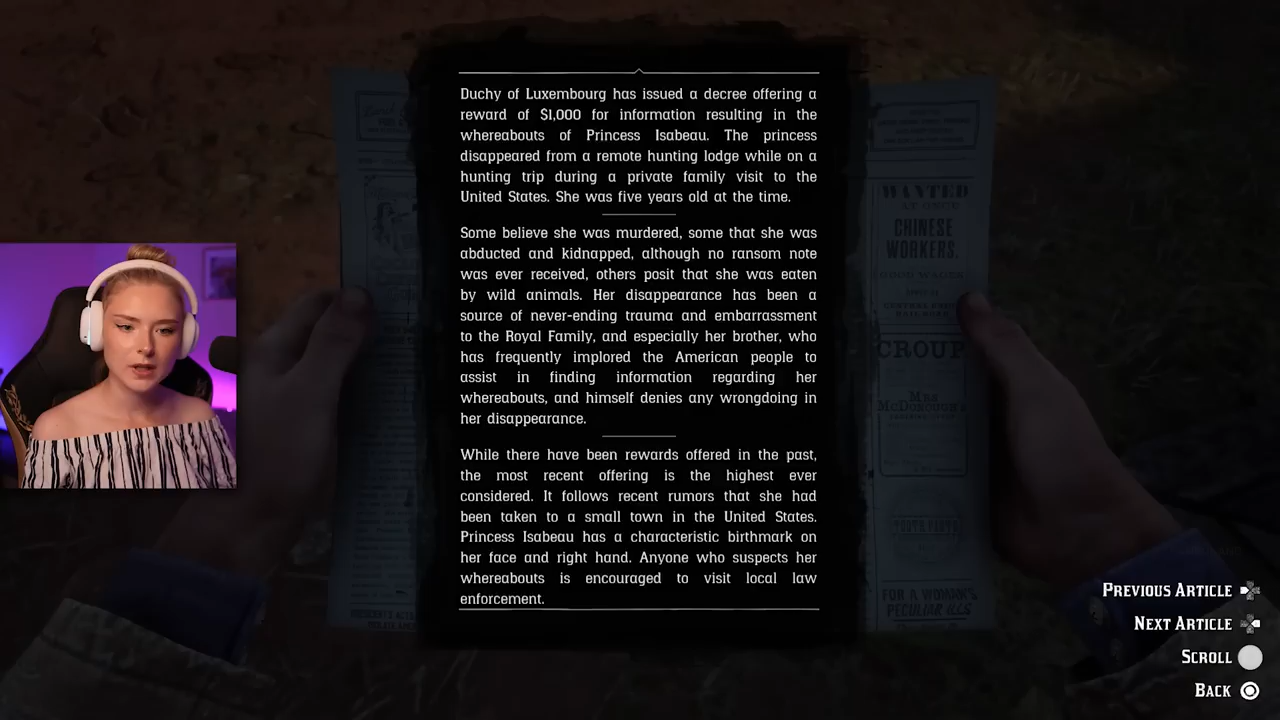 Duchy of Luxembourg has issued a decree offering a
reward of $1,000 for information resulting in the
whereabouts of Princess Isabeau. The princess
disappeared from a remote hunting lodge while on a
hunting trip during a private family visit to the
United States. She was five years old at the time.
Some believe she was murdered, some that she was
abducted and kidnapped, although no ransom note
was ever received, others posit that she was eaten
by wild animals. Her disappearance has been a
source of never-ending trauma and embarrassment
to the Royal Family, and especially her brother, who
has frequently implored the American people to
assist in finding information regarding her
whereabouts, and himself denies any wrongdoing in
her disappearance.
While there have been rewards offered in the past,
the most recent offering is the highest ever
considered. It follows recent rumors that she had
been taken to a small town in the United States.
Princess Isabeau has a characteristic birthmark on
her face and right hand. Anyone who suspects her
whereabouts is encouraged to visit local law
enforcement.
WANTED
AT ONCE
CHINESE
WORKERS.
GOOD WAGES
CROUP
TOOTH PASTE
FOR A WOMAN'S
PECULIAR ILLS
Previous Article
Next Article
Scroll
Back